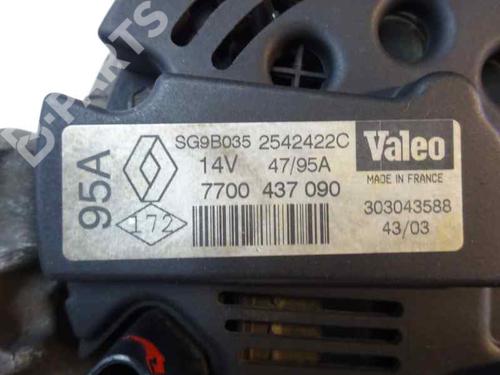 D-PARTS
95A
172
SG9B035 2542422C
14V 47/95A
7700 437 090
Valeo
MADE IN FRANCE
303043588
43/03